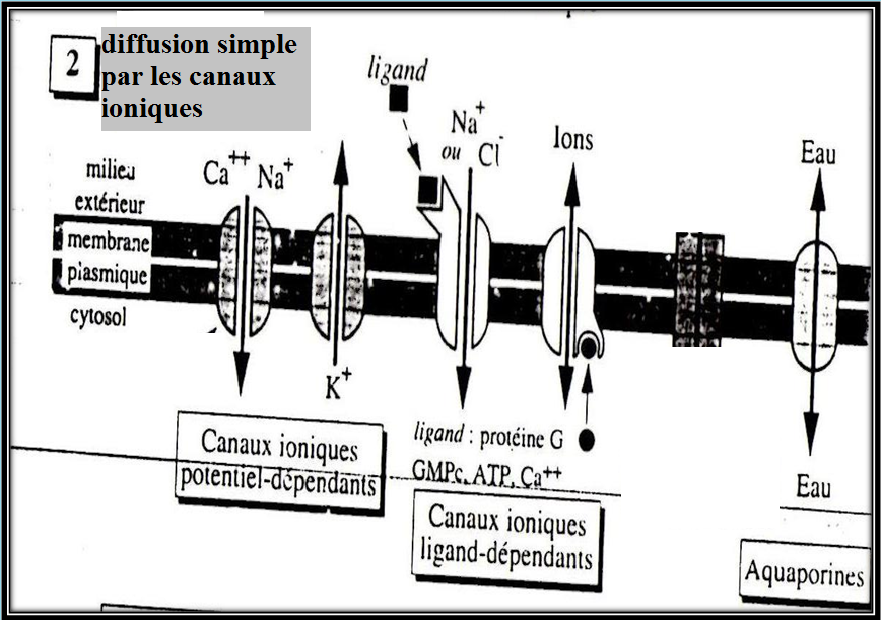 2
diffusion simple
par les canaux
ioniques
ligand
Na+
ou Cl-
Ions
Eau
Ca++ Na+
milieu
extérieur
membrane
plasmique
cytosol
K+
ligand : protéine G
GMPc, ATP, Ca++
Eau
Canaux ioniques
potentiel-dépendants
Canaux ioniques
ligand-dépendants
Aquaporines